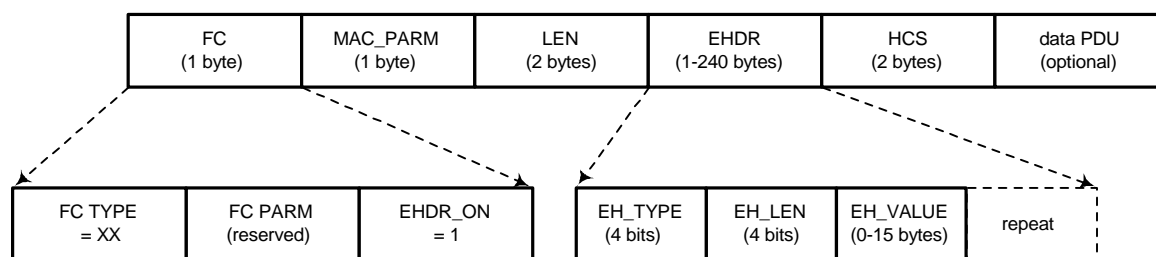 FC
(1 byte)
MAC_PARM
(1 byte)
LEN
(2 bytes)
EHDR
(1-240 bytes)
HCS
(2 bytes)
data PDU
(optional)
FC TYPE
= XX
FC PARM
(reserved)
EHDR_ON
= 1
EH_TYPE
(4 bits)
EH_LEN
(4 bits)
EH_VALUE
(0-15 bytes)
repeat